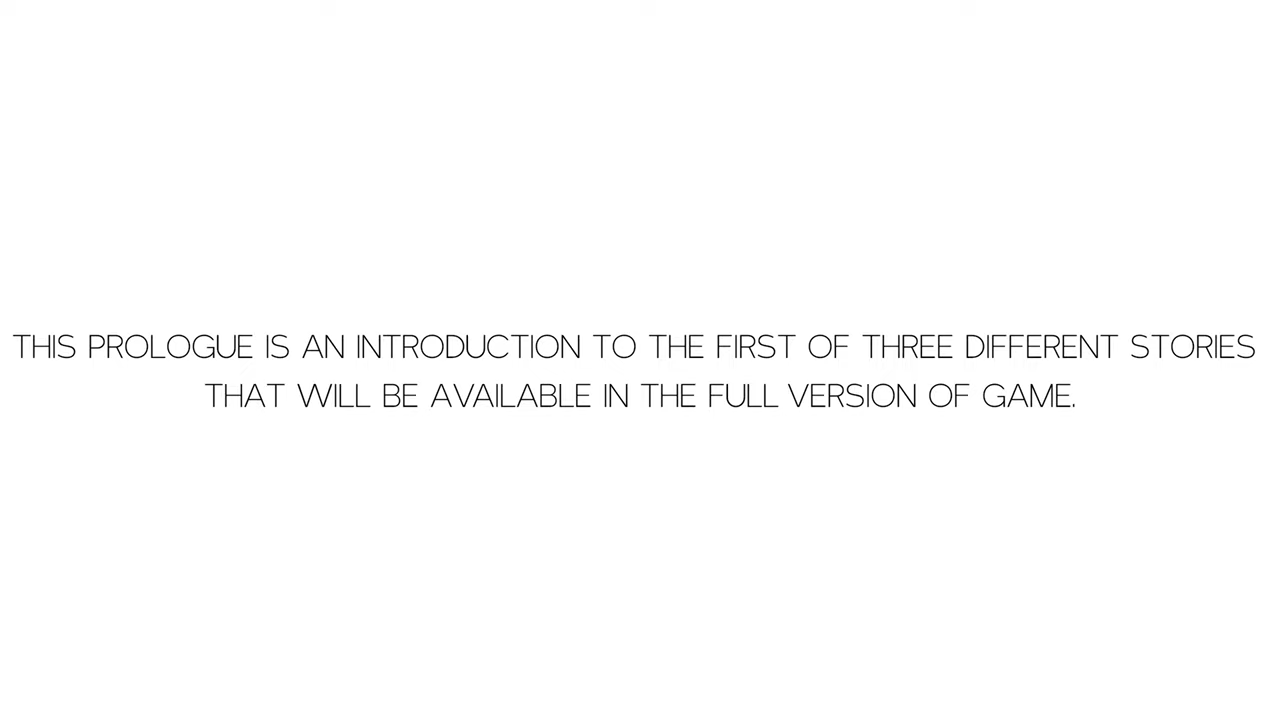 THIS PROLOGUE IS AN INTRODUCTION TO THE FIRST OF THREE DIFFERENT STORIES
THAT WILL BE AVAILABLE IN THE FULL VERSION OF GAME.